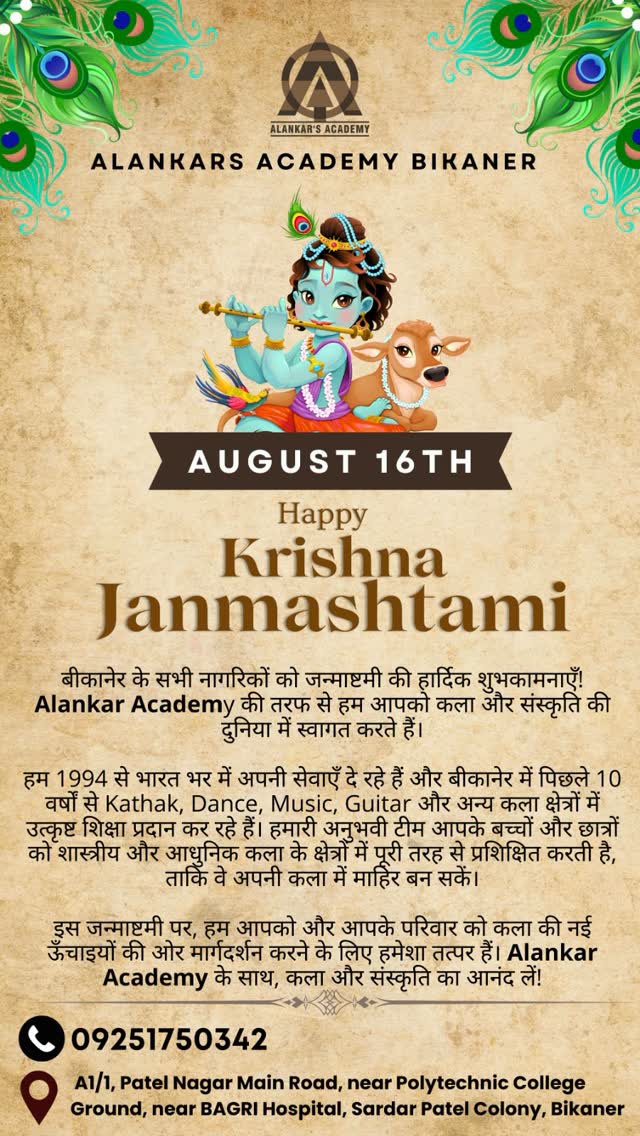 ALANKAR'S ACADEMY
ALANKARS ACADEMY BIKANER
AUGUST 16TH
Happy
Krishna
Janmashtami
बीकानेर के सभी नागरिकों को जन्माष्टमी की हार्दिक शुभकामनाएँ!
Alankar Academy की तरफ से हम आपको कला और संस्कृति की
दुनिया में स्वागत करते हैं।
हम 1994 से भारत भर में अपनी सेवाएँ दे रहे हैं और बीकानेर में पिछले 10
वर्षों से Kathak, Dance, Music, Guitar और अन्य कला क्षेत्रों में
उत्कृष्ट शिक्षा प्रदान कर रहे हैं। हमारी अनुभवी टीम आपके बच्चों और छात्रों
को शास्त्रीय और आधुनिक कला के क्षेत्रों में पूरी तरह से प्रशिक्षित करती है,
ताकि वे अपनी कला में माहिर बन सकें।
इस जन्माष्टमी पर, हम आपको और आपके परिवार को कला की नई
ऊँचाइयों की ओर मार्गदर्शन करने के लिए हमेशा तत्पर हैं। Alankar
Academy के साथ, कला और संस्कृति का आनंद लें!
09251750342
A1/1, Patel Nagar Main Road, near Polytechnic College
Ground, near BAGRI Hospital, Sardar Patel Colony, Bikaner